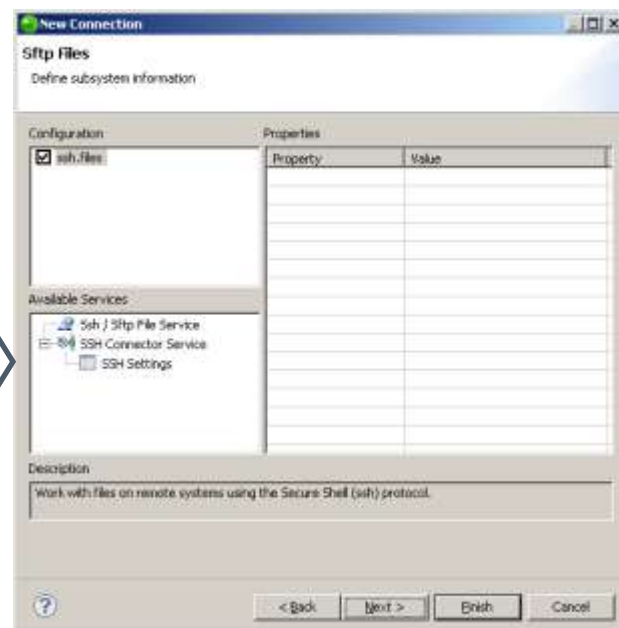 New Connection
Sftp Files
Define subsystem information
Configuration
Properties
ssh.files
Property Value
Available Services
Ssh / Sftp File Service
SSH Connector Service
SSH Settings
Description
Work with files on remote systems using the Secure Shell (ssh) protocol.
?
< Back Next > Finish Cancel